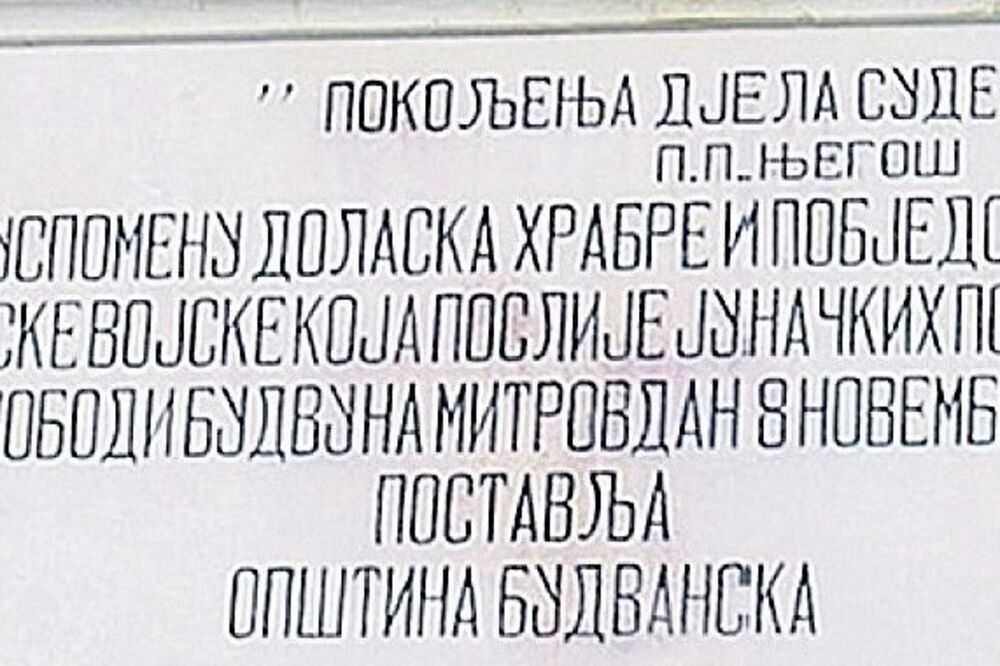 '' ПОКОЉЕЊА ДЈЕЛА СУДЕ
П.П..ЊЕГОШ
УСПОМЕНУ ДОЛАСКА ХРАБРЕ И ПОБЈЕДО
СКЕ ВОЈСКЕ КОЈА ПОСЛИЈЕ ЈУНАЧКИХ ПО
ЛОБОДИ БУДВУ НА МИТРОВДАН 8 НОВЕМБ
ПОСТАВЉА
ОПШТИНА БУДВАНСКА